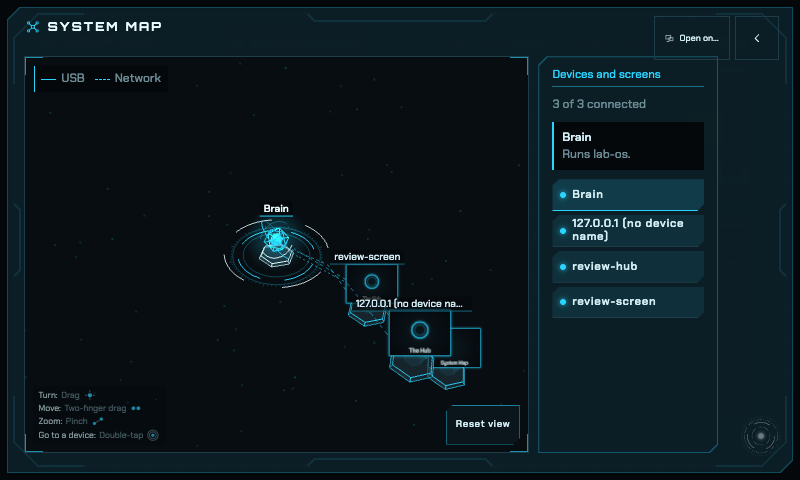 SYSTEM MAP
Open on...
USB
Network
Devices and screens
3 of 3 connected
Brain
Runs lab-os.
Brain
127.0.0.1 (no device
name)
review-hub
review-screen
Brain
review-screen
127.0.0.1 (no device na...
The Hub
System Map
Turn: Drag
Move: Two-finger drag
Zoom: Pinch
Go to a device: Double-tap
Reset view